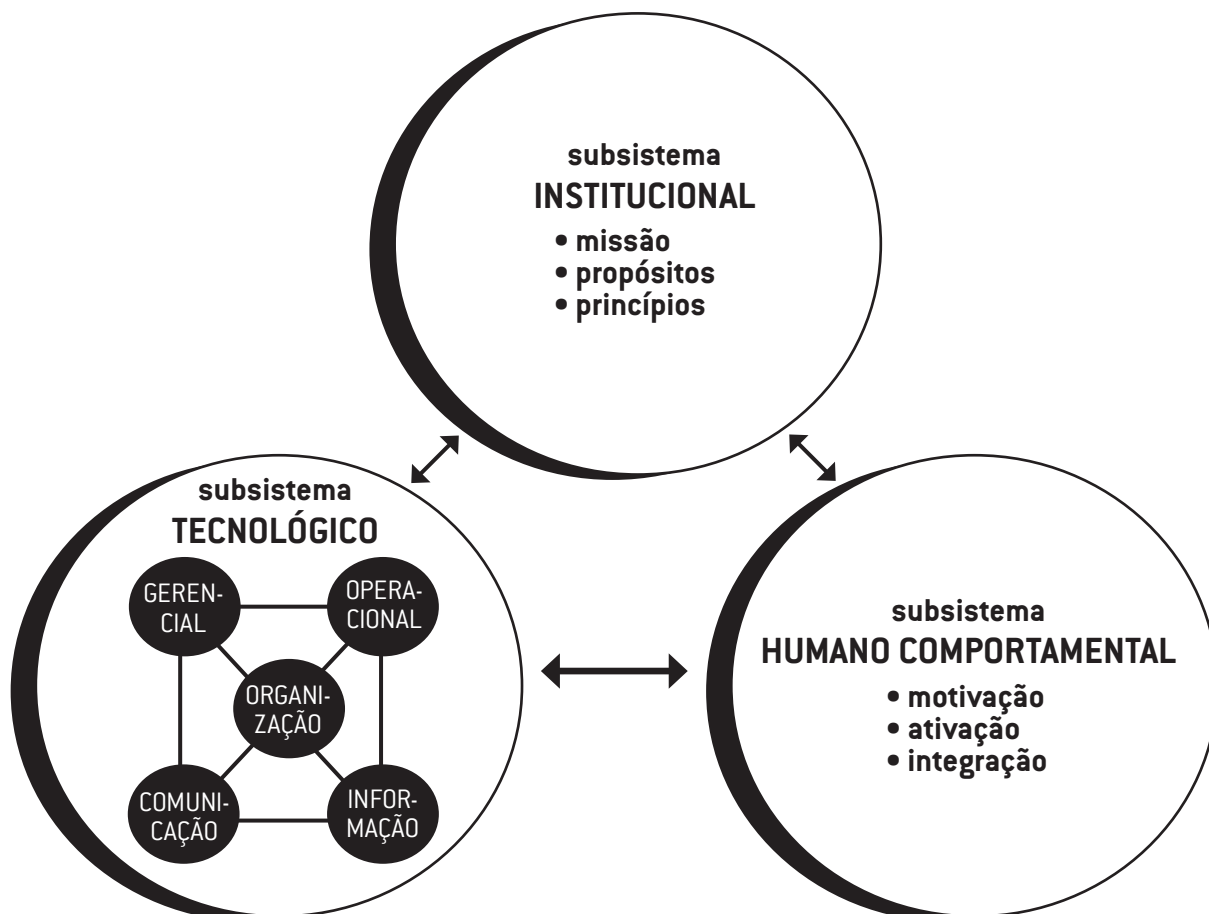 subsistema
INSTITUCIONAL
• missão
• propósitos
• princípios
subsistema
TECNOLÓGICO
GEREN-
CIAL
OPERA-
CIONAL
ORGANI-
ZAÇÃO
COMUNI-
CAÇÃO
INFOR-
MAÇÃO
subsistema
HUMANO COMPORTAMENTAL
• motivação
• ativação
• integração